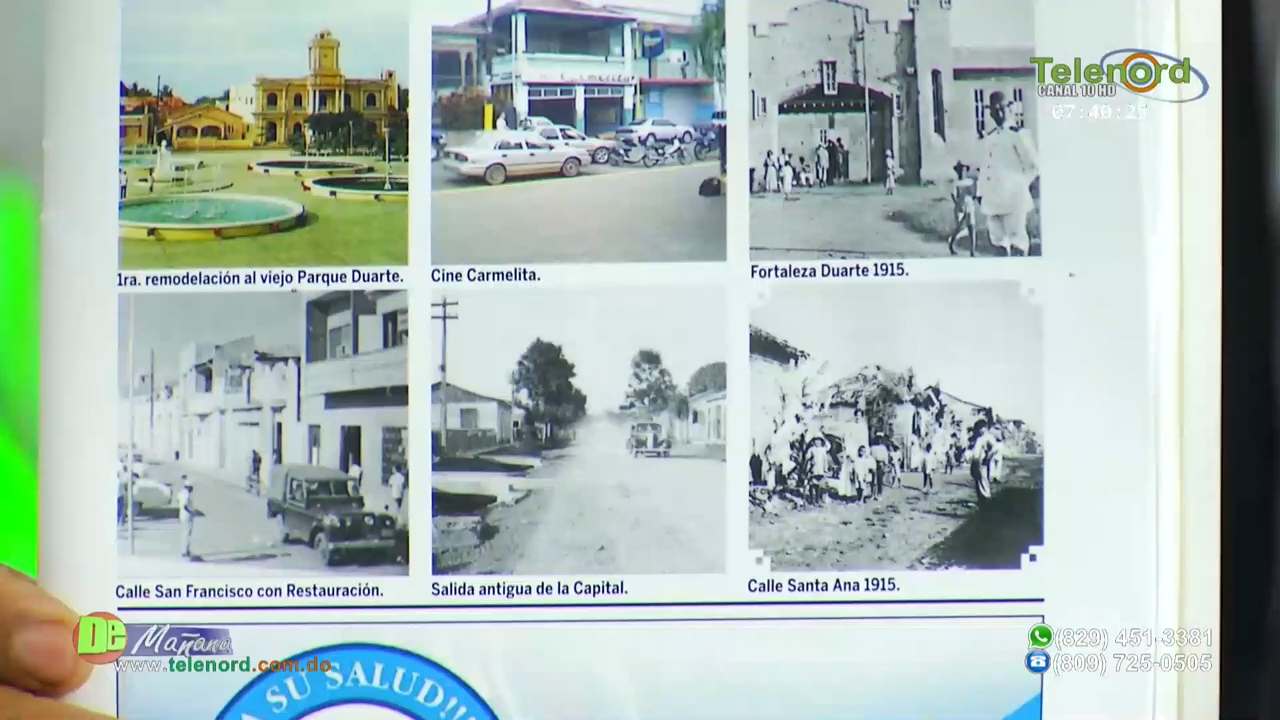 Telenord
CANAL 10 HD
07:40:29
Carmelita
1ra. remodelación al viejo Parque Duarte.
Cine Carmelita.
Fortaleza Duarte 1915.
Calle San Francisco con Restauración.
Salida antigua de la Capital.
Calle Santa Ana 1915.
De Mañana
www.telenord.com.do
A SU SALUD!!!
(829) 451-3381
(809) 725-0505